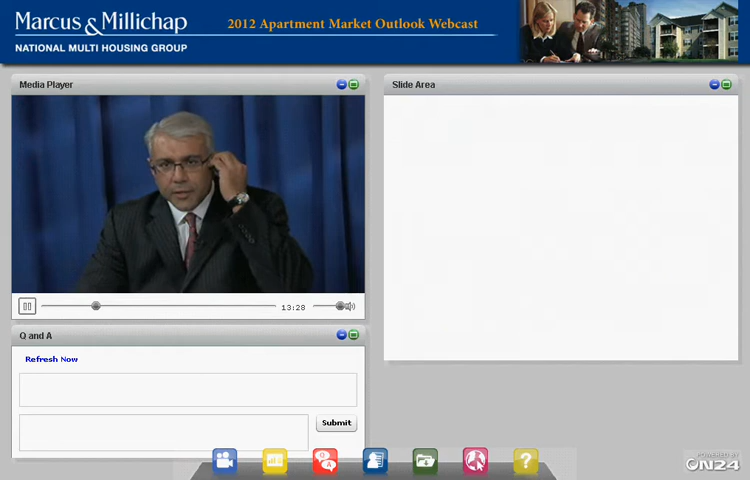 Marcus & Millichap
NATIONAL MULTI HOUSING GROUP
2012 Apartment Market Outlook Webcast
Media Player
Slide Area
13:28
Q and A
Refresh Now
Submit
Q
A
?
POWERED BY
ON24